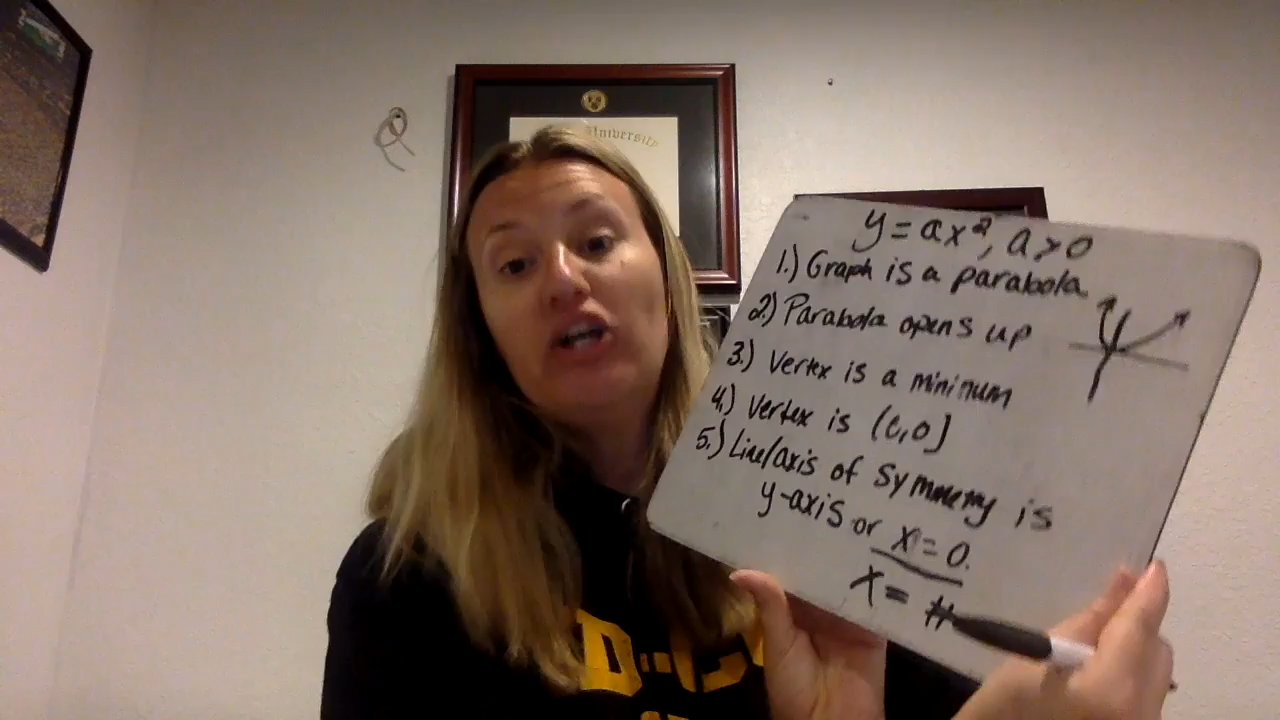 University
y = ax², a > 0
1.) Graph is a parabola
2.) Parabola opens up
3.) Vertex is a minimum
4.) Vertex is (0,0)
5.) Line/axis of symmetry is
y-axis or x = 0.
x = #